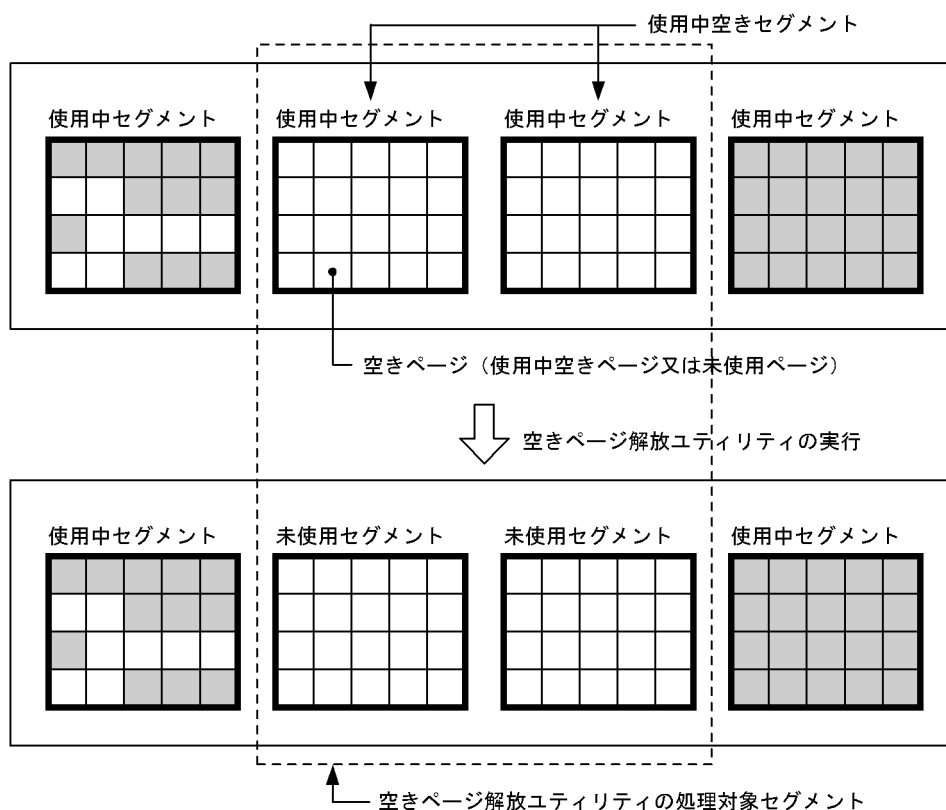 使用中空きセグメント
使用中セグメント
使用中セグメント
使用中セグメント
使用中セグメント
空きページ（使用中空きページ又は未使用ページ）
空きページ解放ユティリティの実行
使用中セグメント
未使用セグメント
未使用セグメント
使用中セグメント
空きページ解放ユティリティの処理対象セグメント